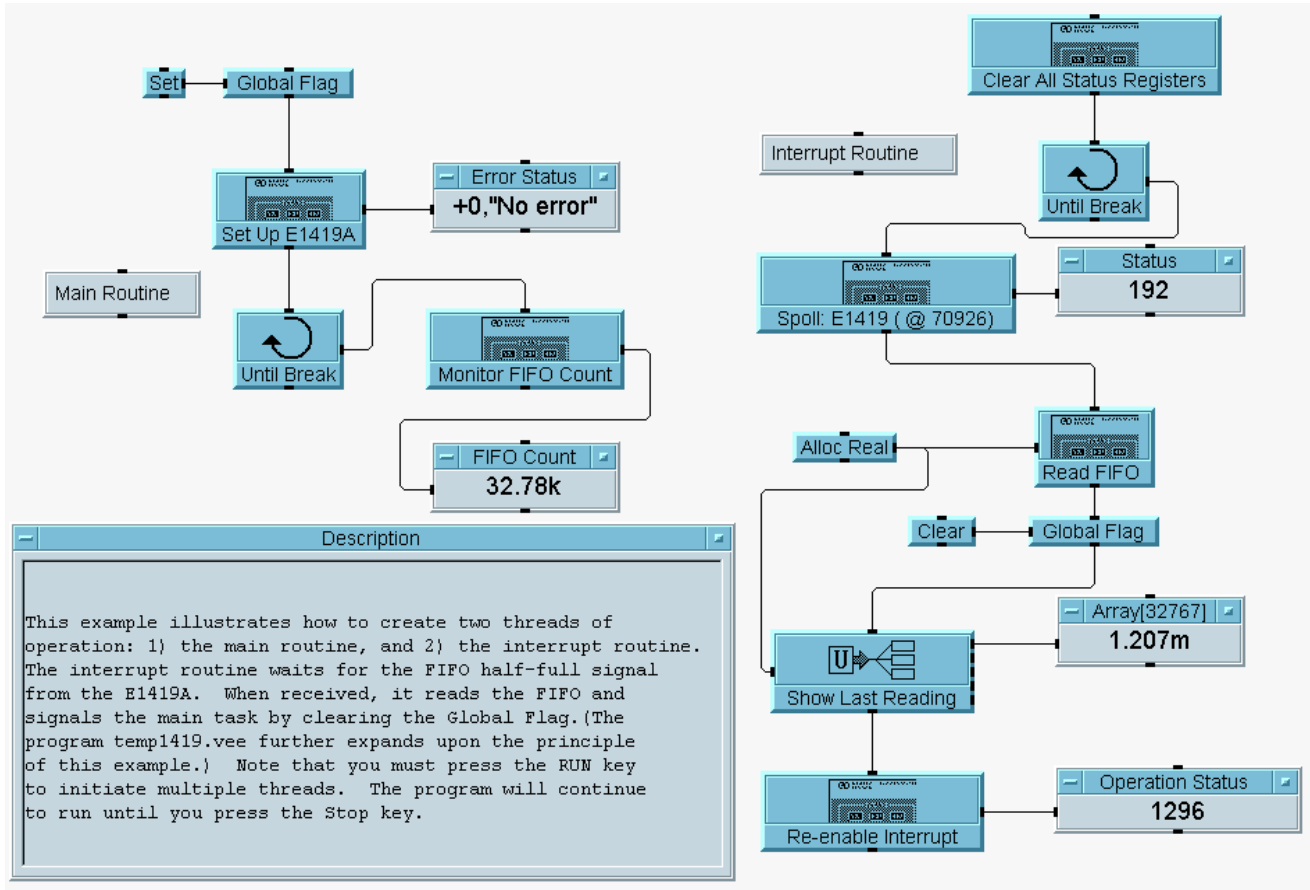 Set
Global Flag
Set Up E1419A
Error Status
+0,"No error"
Main Routine
Until Break
Monitor FIFO Count
FIFO Count
32.78k
Description
This example illustrates how to create two threads of
operation: 1) the main routine, and 2) the interrupt routine.
The interrupt routine waits for the FIFO half-full signal
from the E1419A.  When received, it reads the FIFO and
signals the main task by clearing the Global Flag.(The
program temp1419.vee further expands upon the principle
of this example.)  Note that you must press the RUN key
to initiate multiple threads.  The program will continue
to run until you press the Stop key.
Clear All Status Registers
Interrupt Routine
Until Break
Spoll: E1419 ( @ 70926)
Status
192
Alloc Real
Read FIFO
Clear
Global Flag
Array[32767]
1.207m
U
Show Last Reading
Re-enable Interrupt
Operation Status
1296